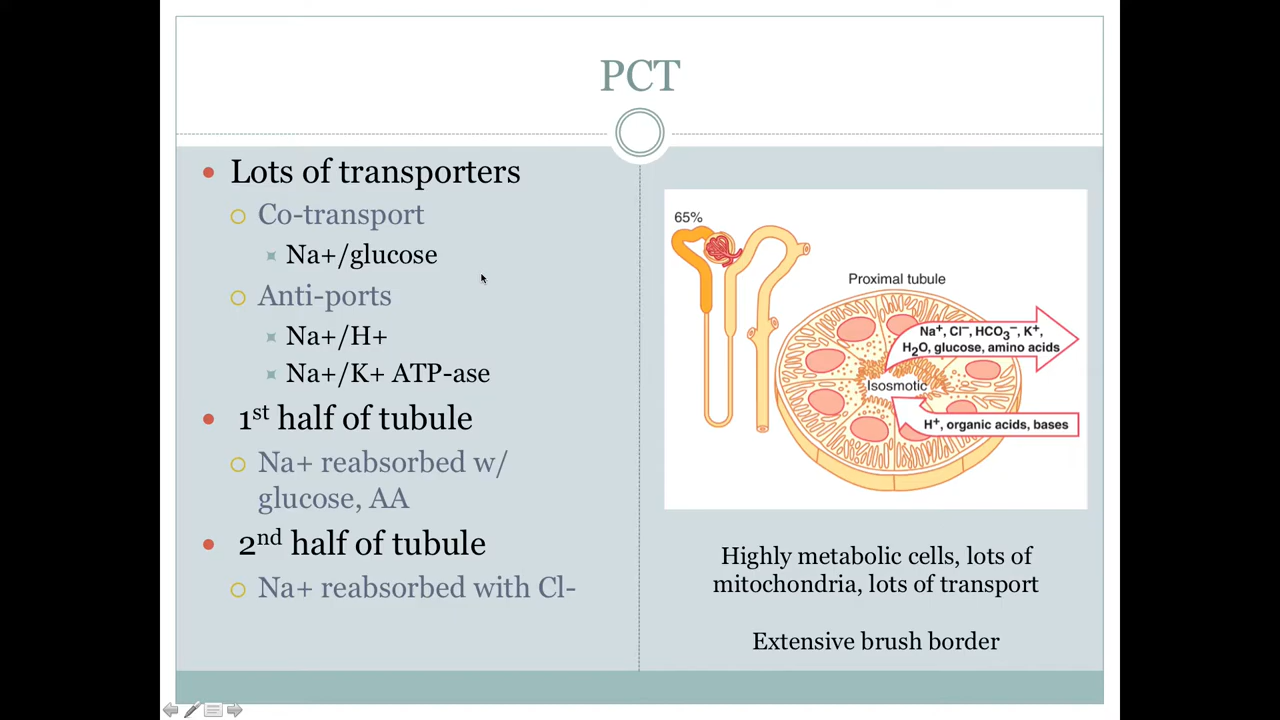 PCT
Lots of transporters
Co-transport
Na+/glucose
Anti-ports
Na+/H+
Na+/K+ ATP-ase
1st half of tubule
Na+ reabsorbed w/
glucose, AA
2nd half of tubule
Na+ reabsorbed with Cl-
65%
Proximal tubule
Na⁺, Cl⁻, HCO₃⁻, K⁺,
H₂O, glucose, amino acids
Isosmotic
H⁺, organic acids, bases
Highly metabolic cells, lots of
mitochondria, lots of transport
Extensive brush border